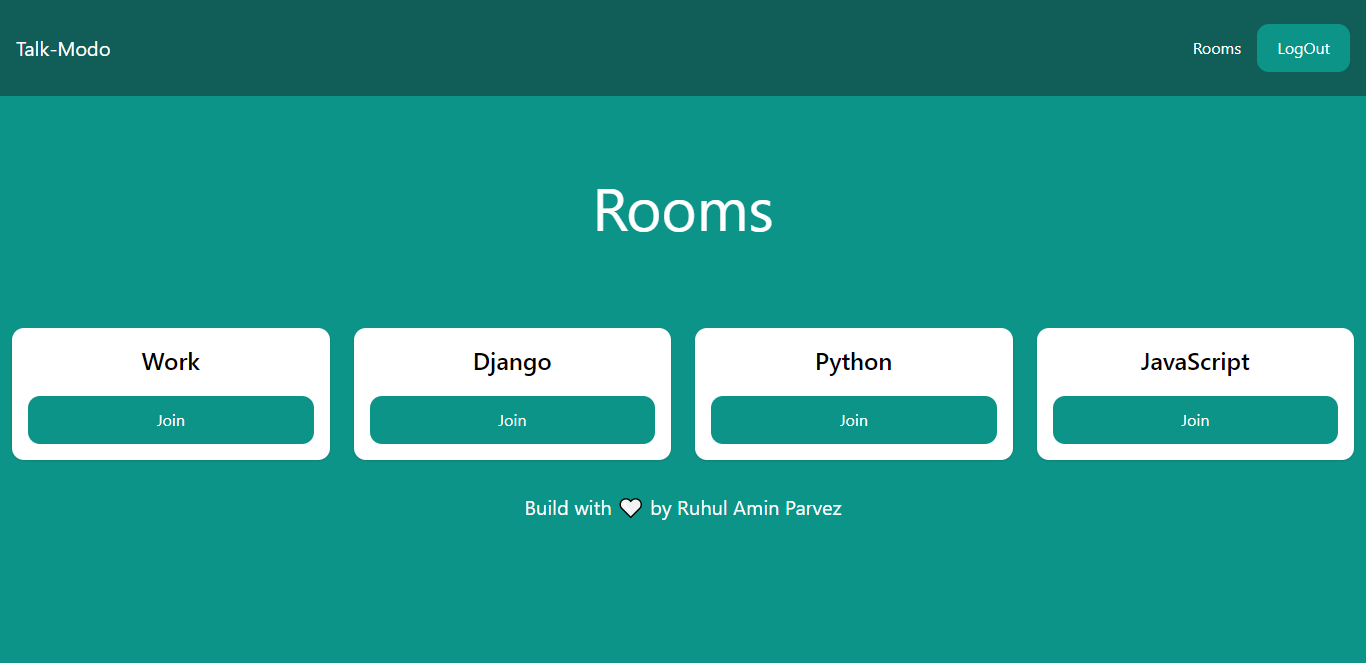 Talk-Modo
Rooms LogOut
Rooms
Work Django Python JavaScript
Join Join Join Join
Build with 🤍 by Ruhul Amin Parvez